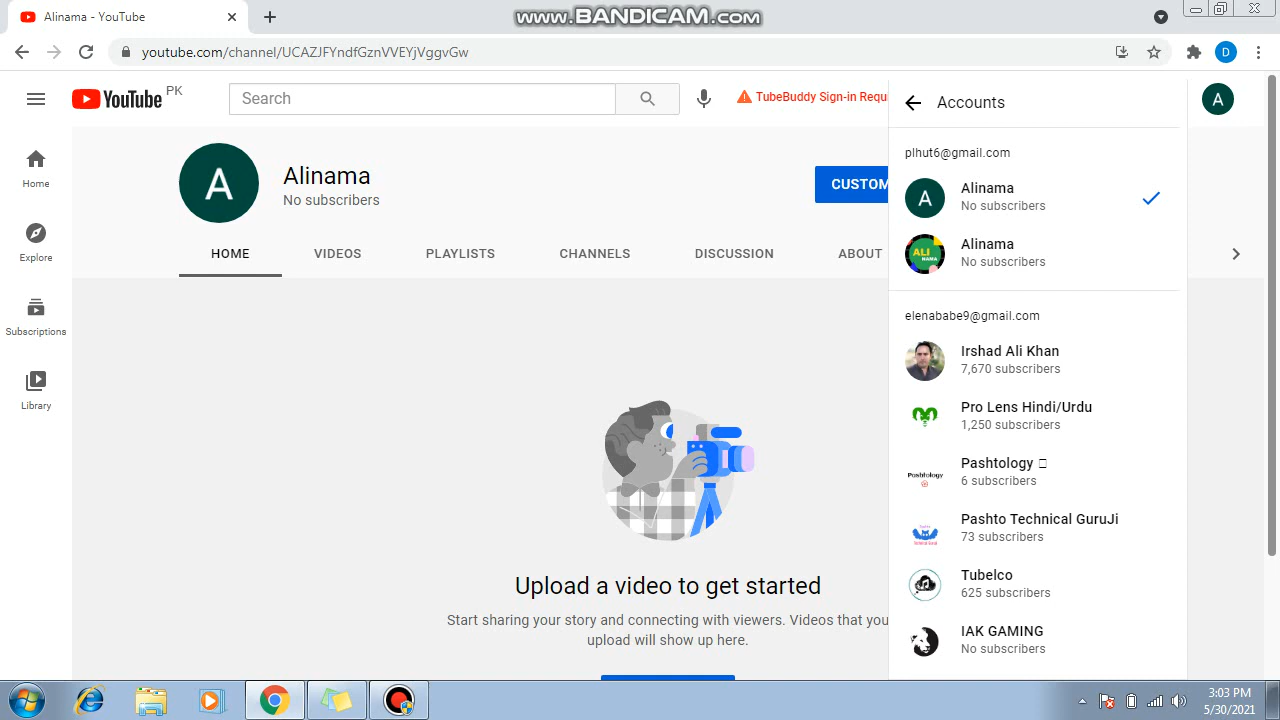 Alinama - YouTube
www.BANDICAM.com
youtube.com/channel/UCAZJFYndfGznVVEYjVggvGw
D
YouTube PK
Search
TubeBuddy Sign-in Requ
A
Home
Explore
Subscriptions
Library
A
Alinama
No subscribers
CUSTOM
HOME
VIDEOS
PLAYLISTS
CHANNELS
DISCUSSION
ABOUT
Upload a video to get started
Start sharing your story and connecting with viewers. Videos that you
upload will show up here.
Accounts
plhut6@gmail.com
A
Alinama
No subscribers
ALI
NAMA
Alinama
No subscribers
elenababe9@gmail.com
Irshad Ali Khan
7,670 subscribers
Pro Lens Hindi/Urdu
1,250 subscribers
Pashtology
Pashtology
6 subscribers
Pashto Technical GuruJi
73 subscribers
Tubelco
625 subscribers
IAK GAMING
No subscribers
3:03 PM
5/30/2021